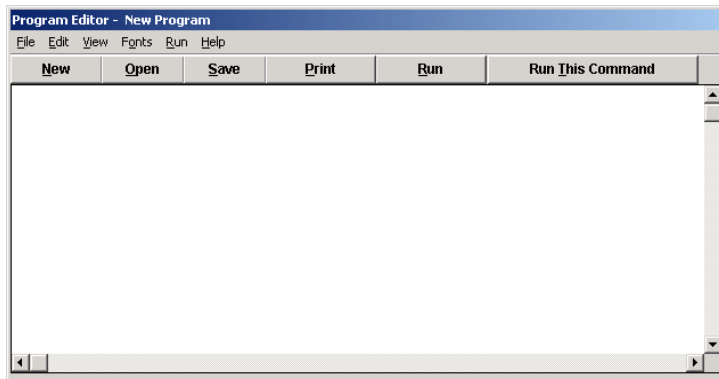 Program Editor - New Program
File Edit View Fonts Run Help
New Open Save Print Run Run This Command